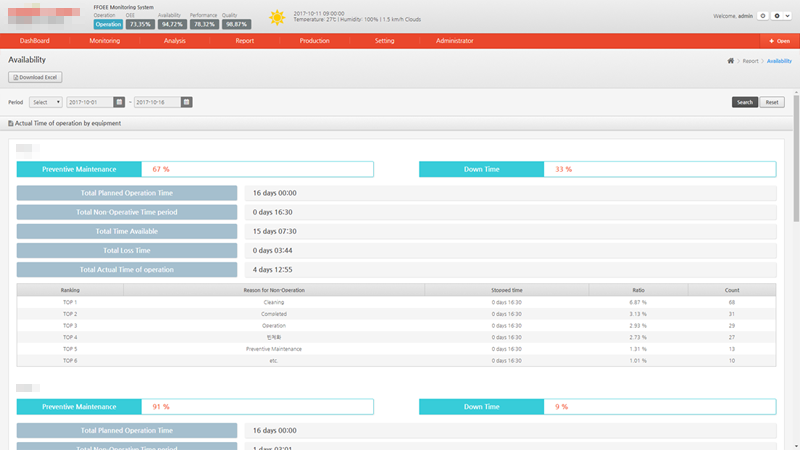 FFOEE Monitoring System
Operation OEE Availability Performance Quality
Operation 73,35% 94,72% 78,32% 98,87%
2017-10-11 09:00:00
Temperature: 27℃ | Humidity: 100% | 1.5 km/h Clouds
Welcome, admin
DashBoard Monitoring Analysis Report Production Setting Administrator + Open
Availability
Report > Availability
Download Excel
Period Select 2017-10-01 ~ 2017-10-16 Search Reset
Actual Time of operation by equipment
Preventive Maintenance 67 % Down Time 33 %
Total Planned Operation Time 16 days 00:00
Total Non-Operative Time period 0 days 16:30
Total Time Available 15 days 07:30
Total Loss Time 0 days 03:44
Total Actual Time of operation 4 days 12:55
Ranking Reason for Non-Operation Stopped time Ratio Count
TOP 1 Cleaning 0 days 16:30 6.87 % 68
TOP 2 Completed 0 days 16:30 3.13 % 31
TOP 3 Operation 0 days 16:30 2.93 % 29
TOP 4 0 days 16:30 2.73 % 27
TOP 5 Preventive Maintenance 0 days 16:30 1.31 % 13
TOP 6 etc. 0 days 16:30 1.01 % 10
Preventive Maintenance 91 % Down Time 9 %
Total Planned Operation Time 16 days 00:00
Total Non-Operative Time period 1 days 03:01